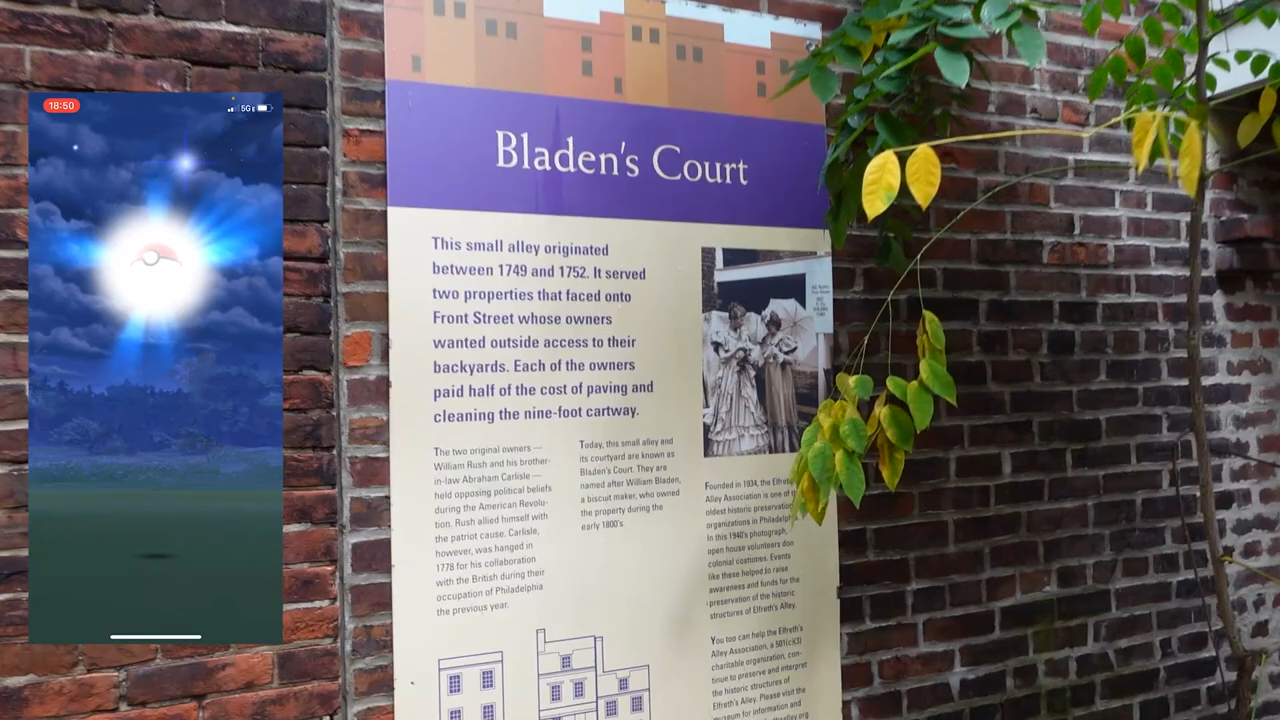 18:50
5G
Bladen's Court
This small alley originated
between 1749 and 1752. It served
two properties that faced onto
Front Street whose owners
wanted outside access to their
backyards. Each of the owners
paid half of the cost of paving and
cleaning the nine-foot cartway.
The two original owners —
William Rush and his brother-
in-law Abraham Carlisle —
held opposing political beliefs
during the American Revolu-
tion. Rush allied himself with
the patriot cause. Carlisle,
however, was hanged in
1778 for his collaboration
with the British during their
occupation of Philadelphia
the previous year.
Today, this small alley and
its courtyard are known as
Bladen's Court. They are
named after William Bladen,
a biscuit maker, who owned
the property during the
early 1800's.
Founded in 1934, the Elfreth's
Alley Association is one of
oldest historic preservation
organizations in Philadelph
In this 1940's photograph,
open house volunteers don
colonial costumes. Events
like these helped to raise
awareness and funds for the
preservation of the historic
structures of Elfreth's Alley.
You too can help the Elfreth's
Alley Association, a 501(c)(3)
charitable organization, con-
tinue to preserve and interpret
the historic structures of
Elfreth's Alley. Please visit the
museum for information and